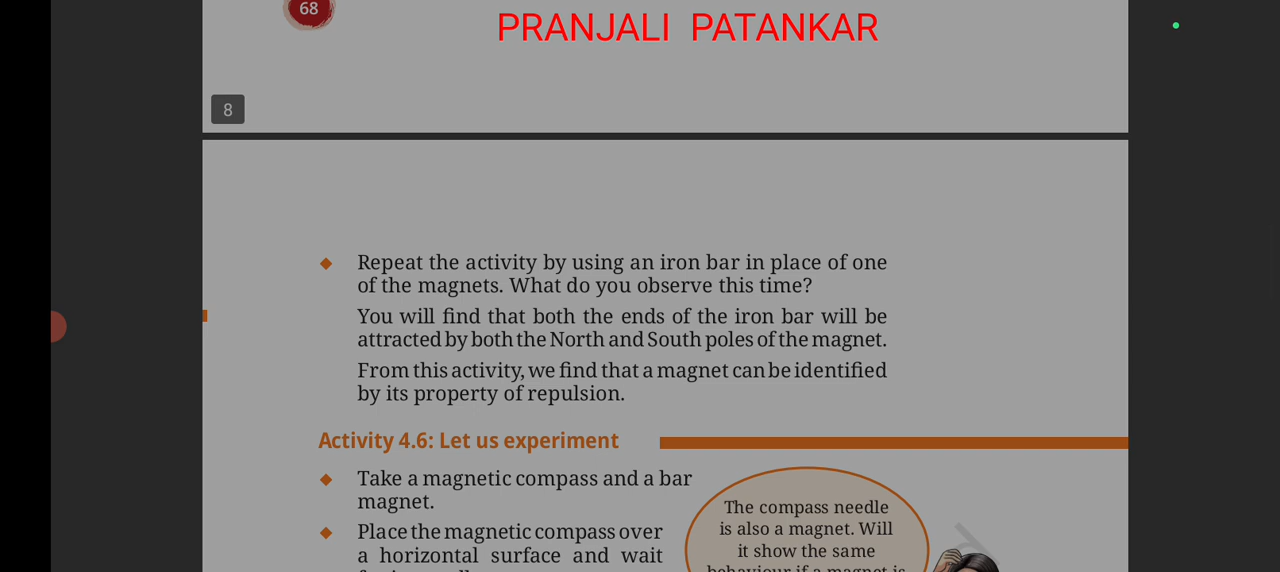 68
PRANJALI PATANKAR
8
Repeat the activity by using an iron bar in place of one
of the magnets. What do you observe this time?
You will find that both the ends of the iron bar will be
attracted by both the North and South poles of the magnet.
From this activity, we find that a magnet can be identified
by its property of repulsion.
Activity 4.6: Let us experiment
Take a magnetic compass and a bar
magnet.
Place the magnetic compass over
a horizontal surface and wait
The compass needle
is also a magnet. Will
it show the same
behaviour if a magnet is